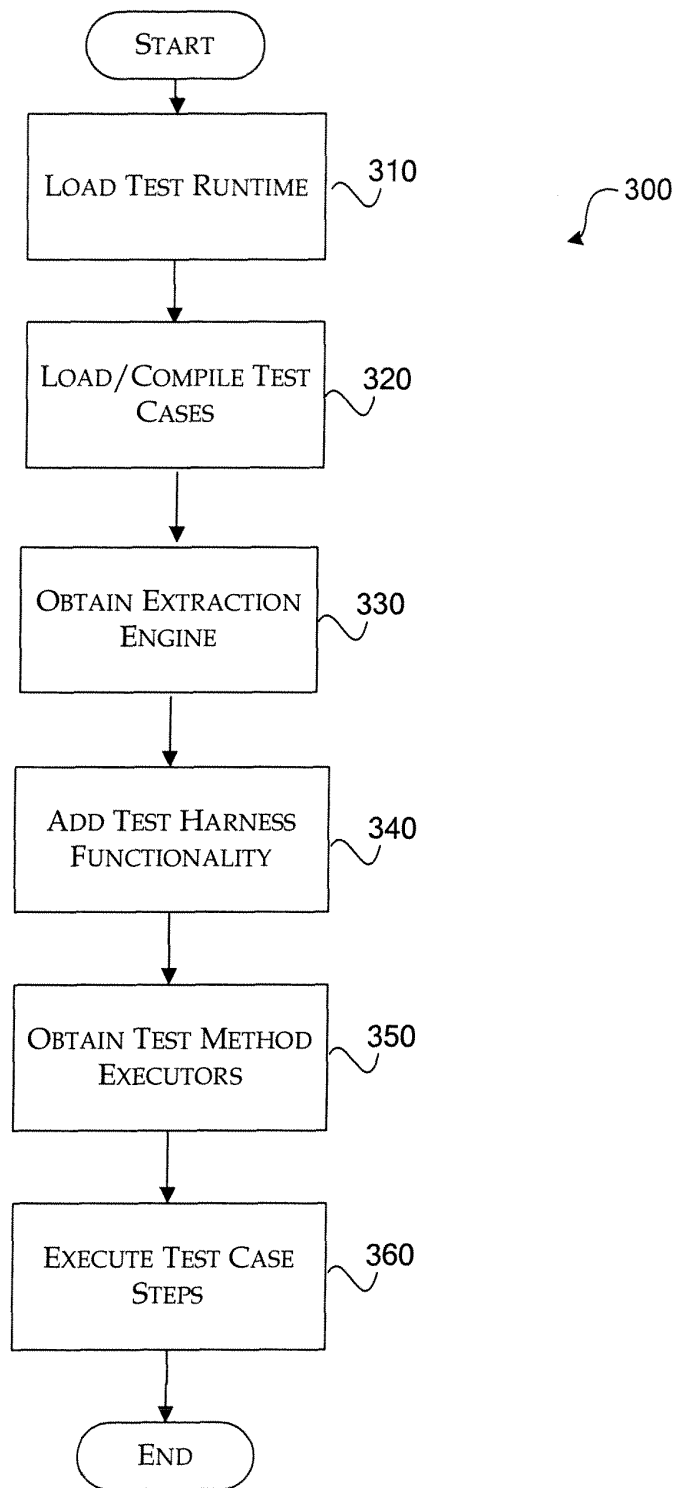 START
LOAD TEST RUNTIME
310
300
LOAD/COMPILE TEST
CASES
320
OBTAIN EXTRACTION
ENGINE
330
ADD TEST HARNESS
FUNCTIONALITY
340
OBTAIN TEST METHOD
EXECUTORS
350
EXECUTE TEST CASE
STEPS
360
END